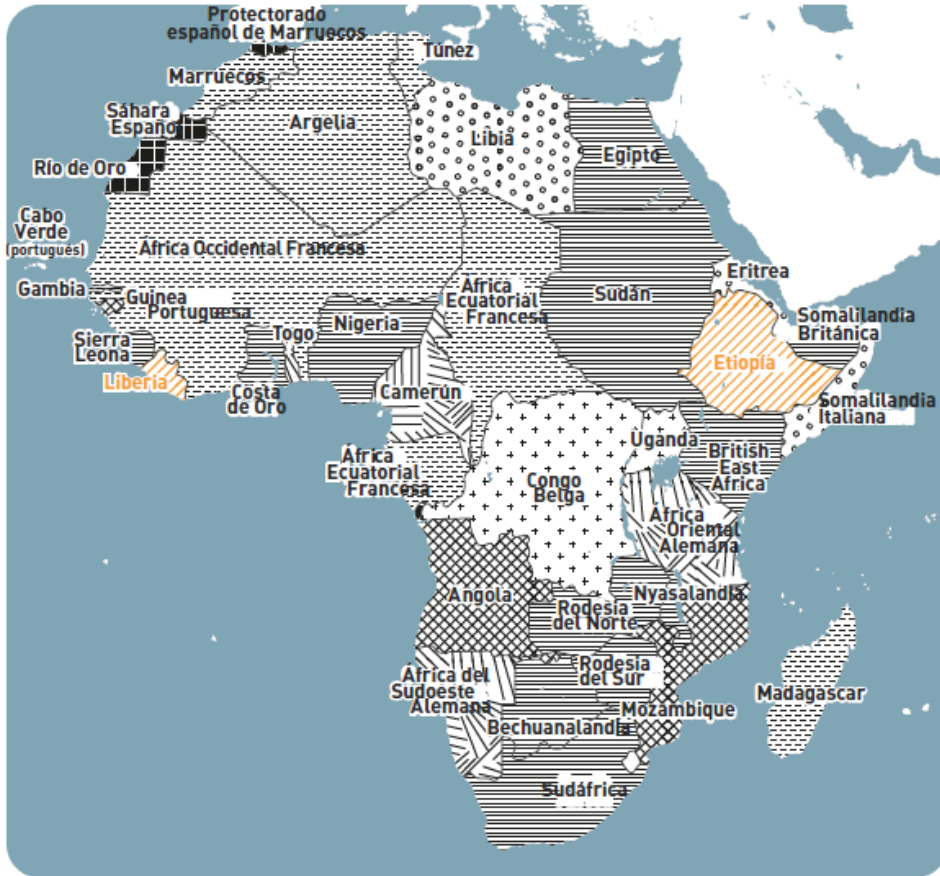 Protectorado
español de Marruecos
Túnez
Marruecos
Sáhara
Españo
Argelia
Libia
Egipto
Río de Oro
Cabo
Verde
(portugués)
África Occidental Francesa
Gambia
Guinea
Portuguesa
África
Ecuatorial
Francesa
Sudán
Eritrea
Somalilandia
Británica
Sierra
Leona
Togo
Nigeria
Etiopía
Liberia
Costa
de Oro
Camerún
Somalilandia
Italiana
Uganda
British
East
Africa
África
Ecuatorial
Francesa
Congo
Belga
África
Oriental
Alemana
Angola
Nyasalandia
Rodesia
del Norte
África del
Sudoeste
Alemana
Rodesia
del Sur
Madagascar
Mozambique
Bechuanalandia
Sudáfrica